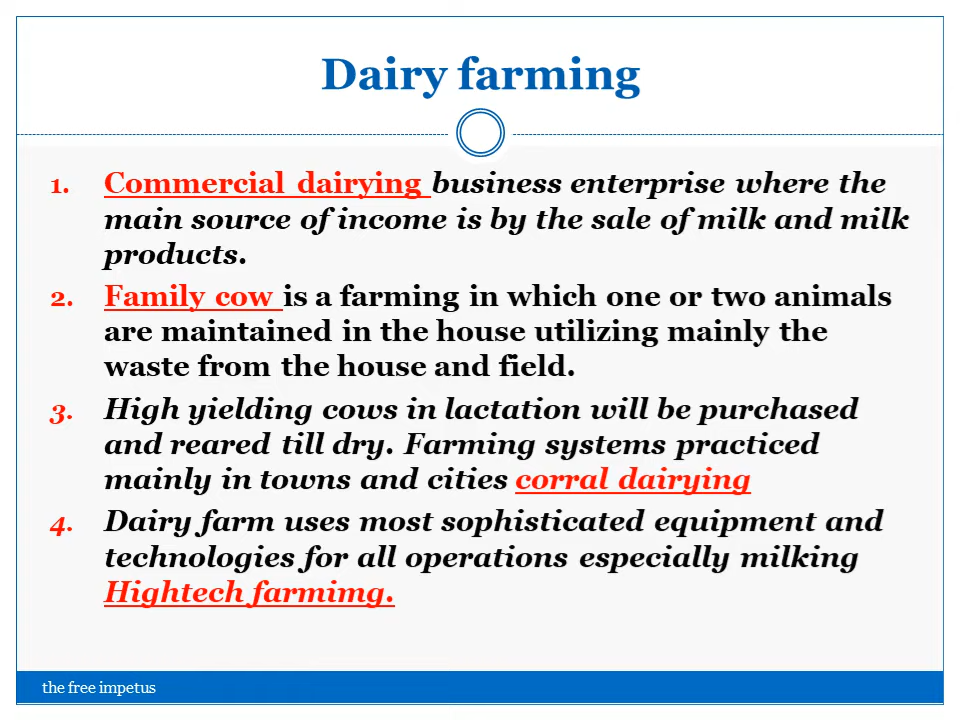 Dairy farming
1. Commercial dairying business enterprise where the
main source of income is by the sale of milk and milk
products.
2. Family cow is a farming in which one or two animals
are maintained in the house utilizing mainly the
waste from the house and field.
3. High yielding cows in lactation will be purchased
and reared till dry. Farming systems practiced
mainly in towns and cities corral dairying
4. Dairy farm uses most sophisticated equipment and
technologies for all operations especially milking
Hightech farmimg.
the free impetus